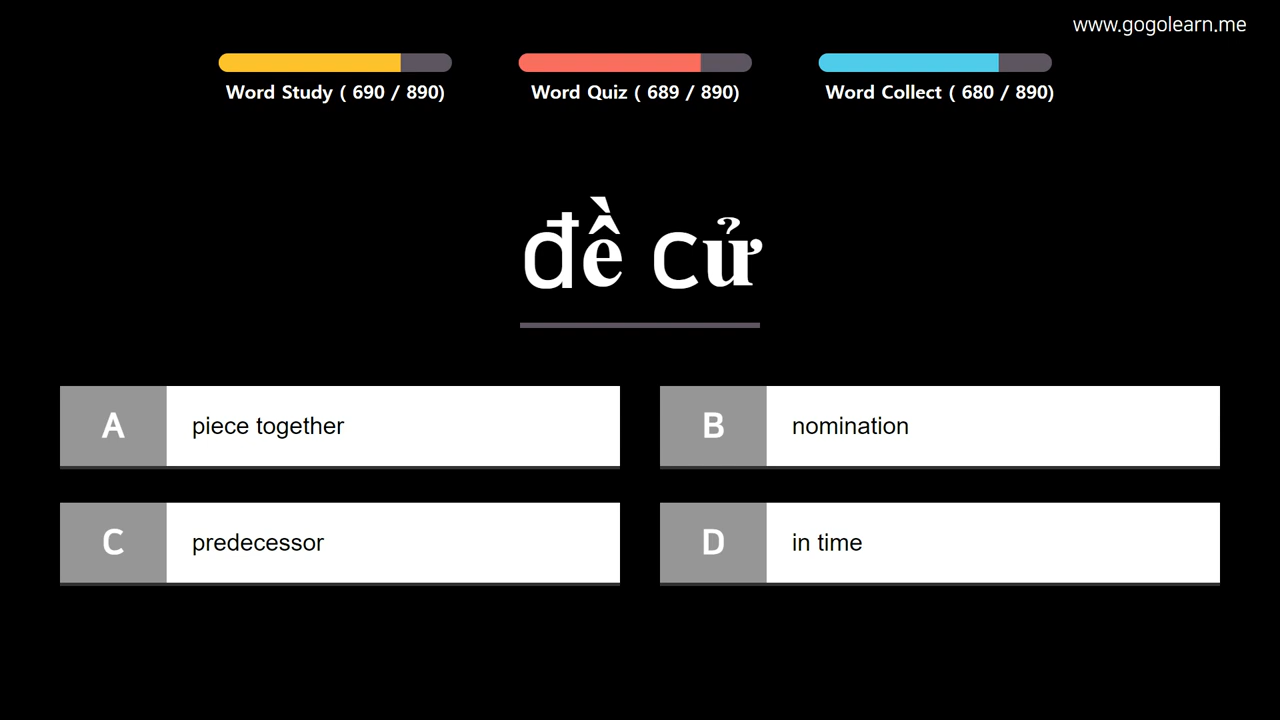 www.gogolearn.me
Word Study ( 690 / 890)
Word Quiz ( 689 / 890)
Word Collect ( 680 / 890)
đề cử
A piece together
B nomination
C predecessor
D in time